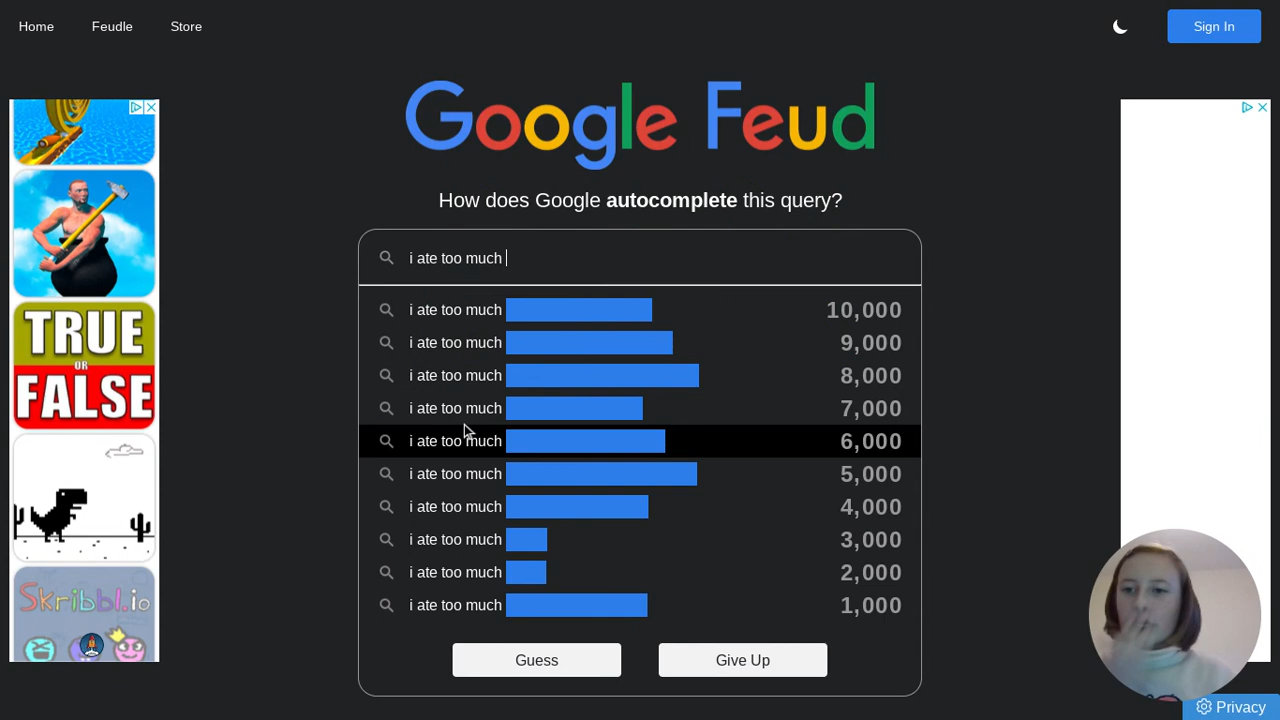 Home Feudle Store Sign In
Google Feud
How does Google autocomplete this query?
i ate too much
i ate too much 10,000
i ate too much 9,000
i ate too much 8,000
i ate too much 7,000
i ate too much 6,000
i ate too much 5,000
i ate too much 4,000
i ate too much 3,000
i ate too much 2,000
i ate too much 1,000
Guess Give Up
TRUE
OR
FALSE
Skribbl.io
Privacy